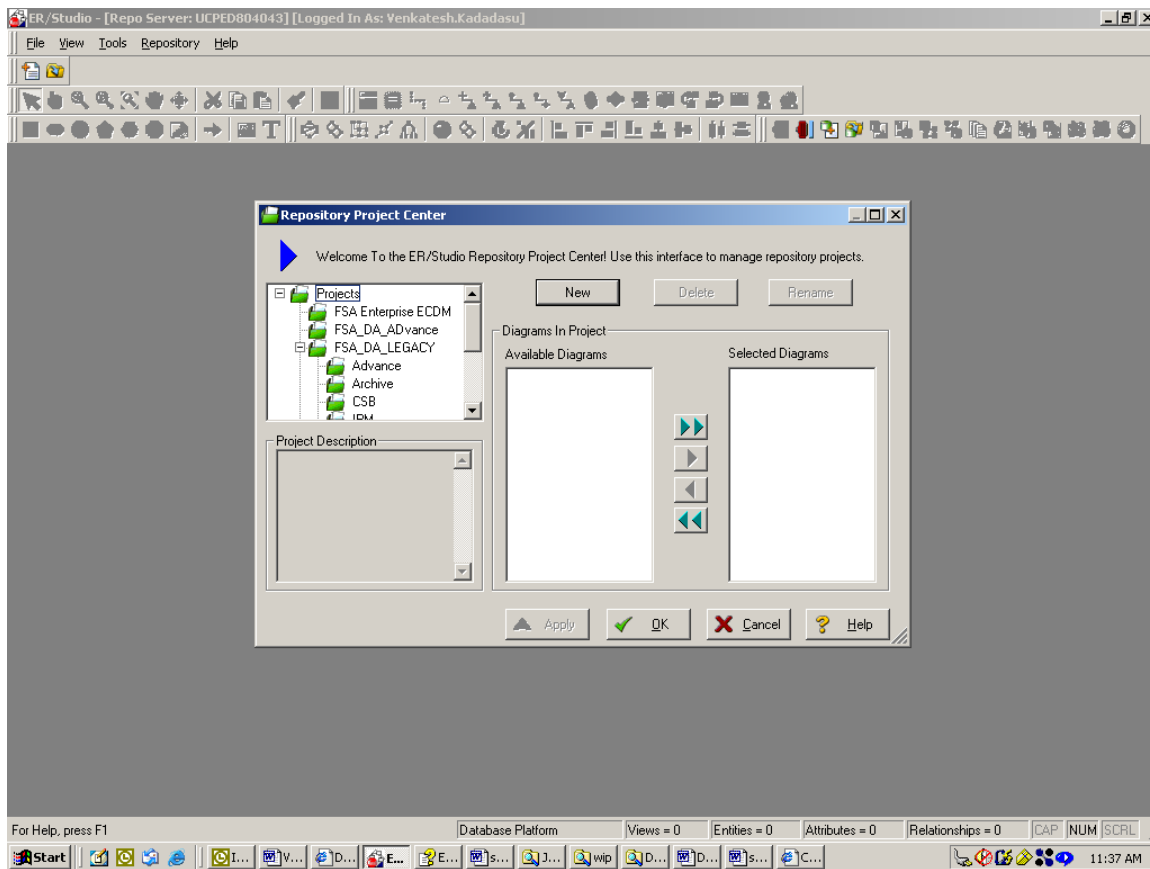 ER/Studio - [Repo Server: UCPED804043] [Logged In As: Venkatesh.Kadadasu]
File View Tools Repository Help
Repository Project Center
Welcome To the ER/Studio Repository Project Center! Use this interface to manage repository projects.
Projects
FSA Enterprise ECDM
FSA_DA_ADvance
FSA_DA_LEGACY
Advance
Archive
CSB
New Delete Rename
Diagrams In Project
Available Diagrams Selected Diagrams
Project Description
Apply OK Cancel Help
For Help, press F1 Database Platform Views = 0 Entities = 0 Attributes = 0 Relationships = 0 CAP NUM SCRL
Start I... V... D... E... E... s... J... wip D... D... s... C... 11:37 AM